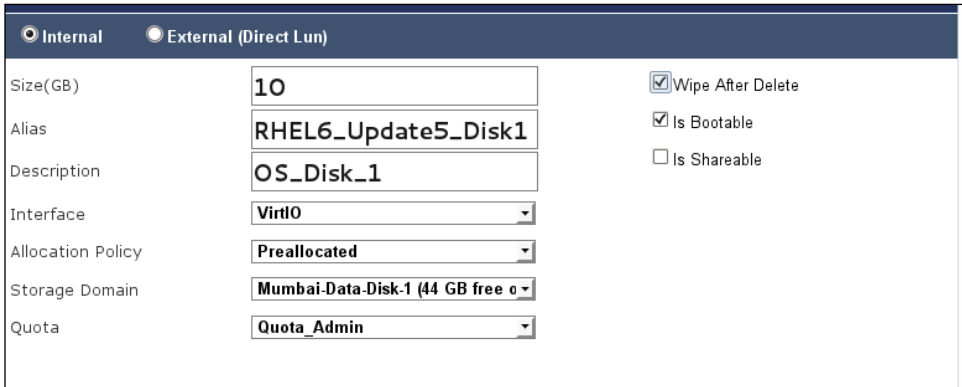 Internal External (Direct Lun)
Size(GB) 10 Wipe After Delete
Alias RHEL6_Update5_Disk1 Is Bootable
Description OS_Disk_1 Is Shareable
Interface VirtIO
Allocation Policy Preallocated
Storage Domain Mumbai-Data-Disk-1 (44 GB free o
Quota Quota_Admin